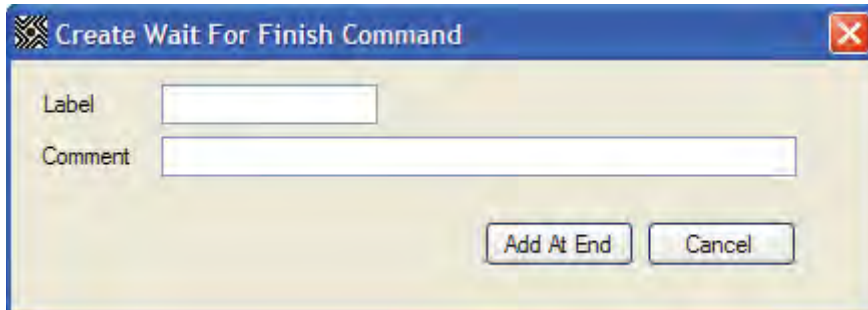 Create Wait For Finish Command
Label
Comment
Add At End Cancel